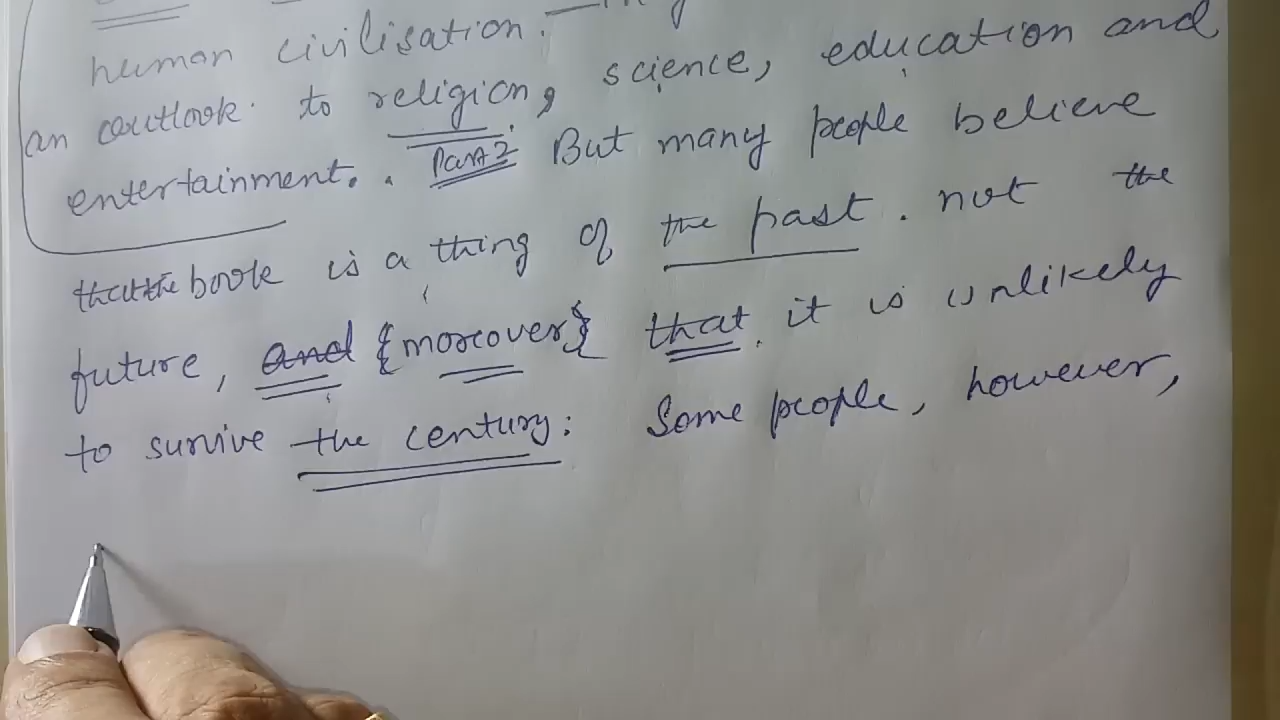 human civilisation.
an outlook to religion, science, education and
entertainment. Part 2 But many people believe
that the book is a thing of the past. not the
future, and {moreover} that it is unlikely
to survive the century: Some people, however,